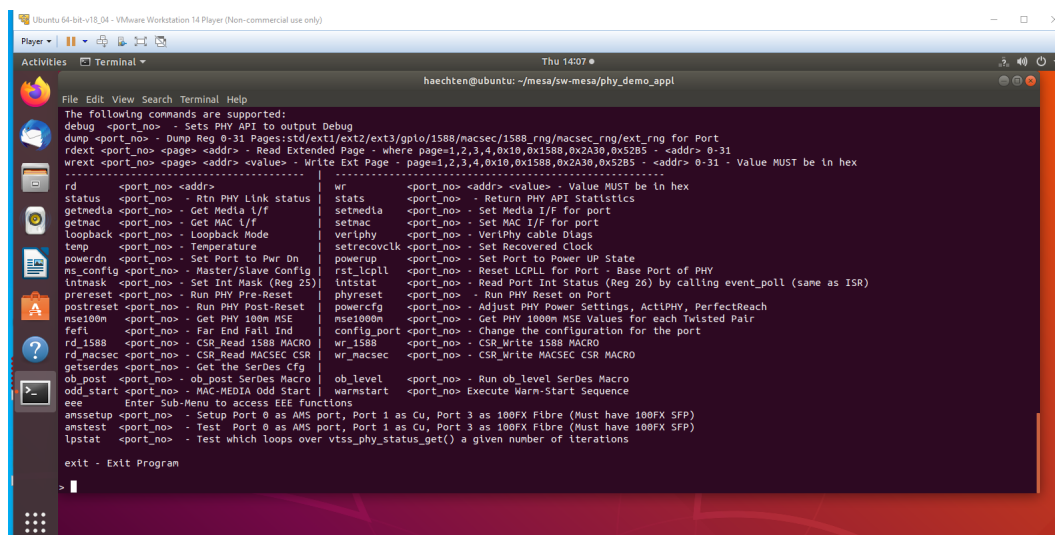 Ubuntu 64-bit-v18_04 - VMware Workstation 14 Player (Non-commercial use only)
Player
Activities Terminal Thu 14:07
haechten@ubuntu: ~/mesa/sw-mesa/phy_demo_appl
File Edit View Search Terminal Help
The following commands are supported:
debug <port_no> - Sets PHY API to output Debug
dump <port_no> - Dump Reg 0-31 Pages:std/ext1/ext2/ext3/gpio/1588/macsec/1588_rng/macsec_rng/ext_rng for Port
rdext <port_no> <page> <addr> - Read Extended Page - where page=1,2,3,4,0x10,0x1588,0x2A30,0x52B5 - <addr> 0-31
wrext <port_no> <page> <addr> <value> - Write Ext Page - page=1,2,3,4,0x10,0x1588,0x2A30,0x52B5 - <addr> 0-31 - Value MUST be in hex
--------------------------------------- | ------------------------------------------------------
rd <port_no> <addr> | wr <port_no> <addr> <value> - Value MUST be in hex
status <port_no> - Rtn PHY Link status | stats <port_no> - Return PHY API Statistics
getmedia <port_no> - Get Media i/f | setmedia <port_no> - Set Media I/F for port
getmac <port_no> - Get MAC i/f | setmac <port_no> - Set MAC I/F for port
loopback <port_no> - Loopback Mode | veriphy <port_no> - VeriPhy cable Diags
temp <port_no> - Temperature | setrecovclk <port_no> - Set Recovered Clock
powerdn <port_no> - Set Port to Pwr Dn | powerup <port_no> - Set Port to Power UP State
ms_config <port_no> - Master/Slave Config | rst_lcpll <port_no> - Reset LCPLL for Port - Base Port of PHY
intmask <port_no> - Set Int Mask (Reg 25)| intstat <port_no> - Read Port Int Status (Reg 26) by calling event_poll (same as ISR)
prereset <port_no> - Run PHY Pre-Reset | phyreset <port_no> - Run PHY Reset on Port
postreset <port_no> - Run PHY Post-Reset | powercfg <port_no> - Adjust PHY Power Settings, ActiPHY, PerfectReach
mse100m <port_no> - Get PHY 100m MSE | mse1000m <port_no> - Get PHY 1000m MSE Values for each Twisted Pair
fefi <port_no> - Far End Fail Ind | config_port <port_no> - Change the configuration for the port
rd_1588 <port_no> - CSR_Read 1588 MACRO | wr_1588 <port_no> - CSR_Write 1588 MACRO
rd_macsec <port_no> - CSR_Read MACSEC CSR | wr_macsec <port_no> - CSR_Write MACSEC CSR MACRO
getserdes <port_no> - Get the SerDes Cfg |
ob_post <port_no> - ob_post SerDes Macro | ob_level <port_no> - Run ob_level SerDes Macro
odd_start <port_no> - MAC-MEDIA Odd Start | warmstart <port_no> Execute Warm-Start Sequence
eee Enter Sub-Menu to access EEE functions
amssetup <port_no> - Setup Port 0 as AMS port, Port 1 as Cu, Port 3 as 100FX Fibre (Must have 100FX SFP)
amstest <port_no> - Test Port 0 as AMS port, Port 1 as Cu, Port 3 as 100FX Fibre (Must have 100FX SFP)
lpstat <port_no> - Test which loops over vtss_phy_status_get() a given number of iterations
exit - Exit Program
>